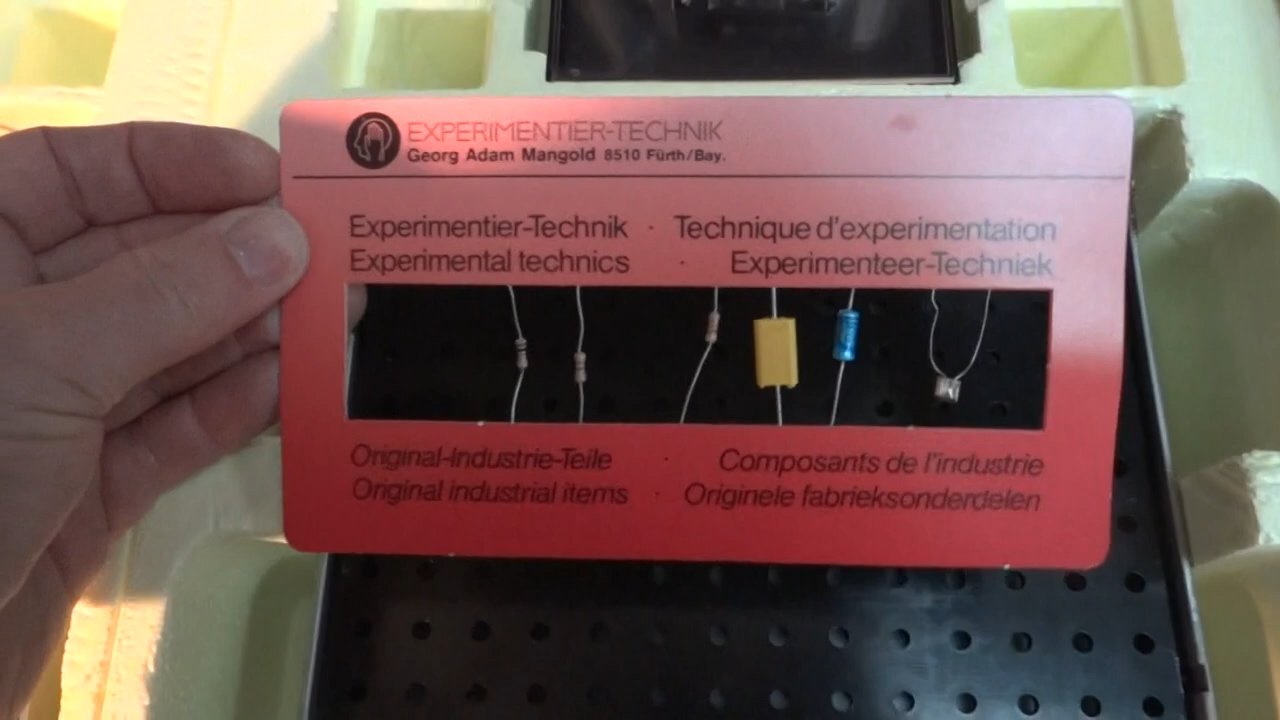 EXPERIMENTIER-TECHNIK
Georg Adam Mangold 8510 Fürth/Bay.
Experimentier-Technik · Technique d'experimentation
Experimental technics · Experimenteer-Techniek
Original-Industrie-Teile · Composants de l'industrie
Original industrial items · Originele fabrieksonderdelen